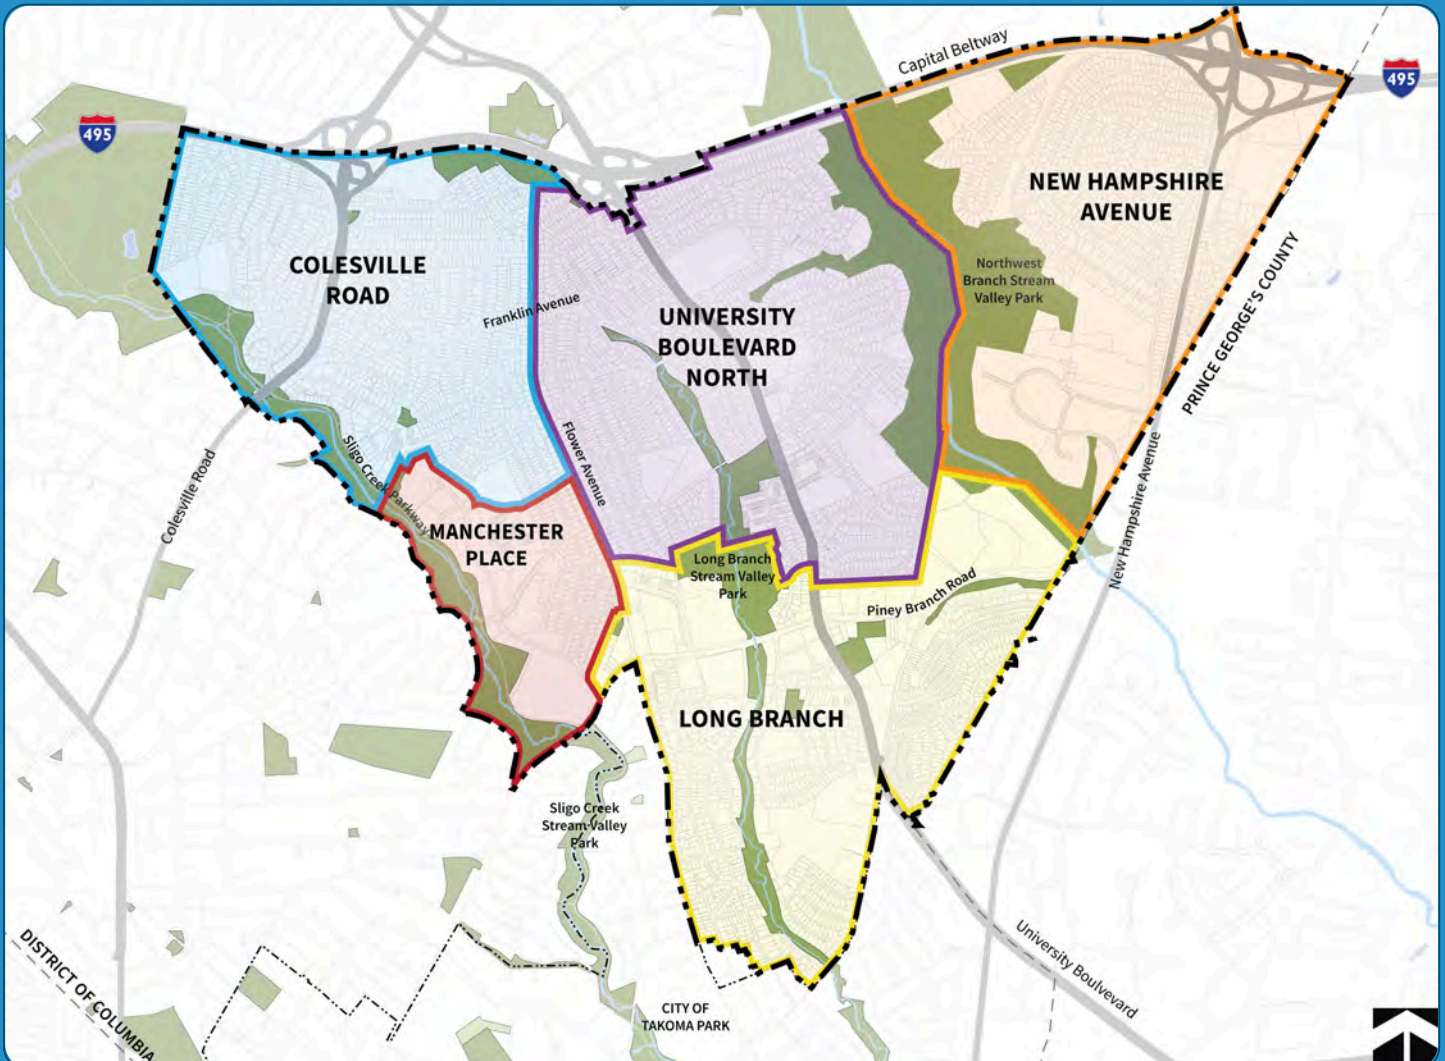 Capital Beltway
495
495
NEW HAMPSHIRE
AVENUE
COLESVILLE
ROAD
Northwest
Branch Stream
Valley Park
Franklin Avenue
UNIVERSITY
BOULEVARD
NORTH
PRINCE GEORGE'S COUNTY
Flower Avenue
Sligo Creek Parkway
Colesville Road
New Hampshire Avenue
MANCHESTER
PLACE
Long Branch
Stream Valley
Park
Piney Branch Road
LONG BRANCH
Sligo Creek
Stream Valley
Park
University Boulvevard
DISTRICT OF COLUMBIA
CITY OF
TAKOMA PARK